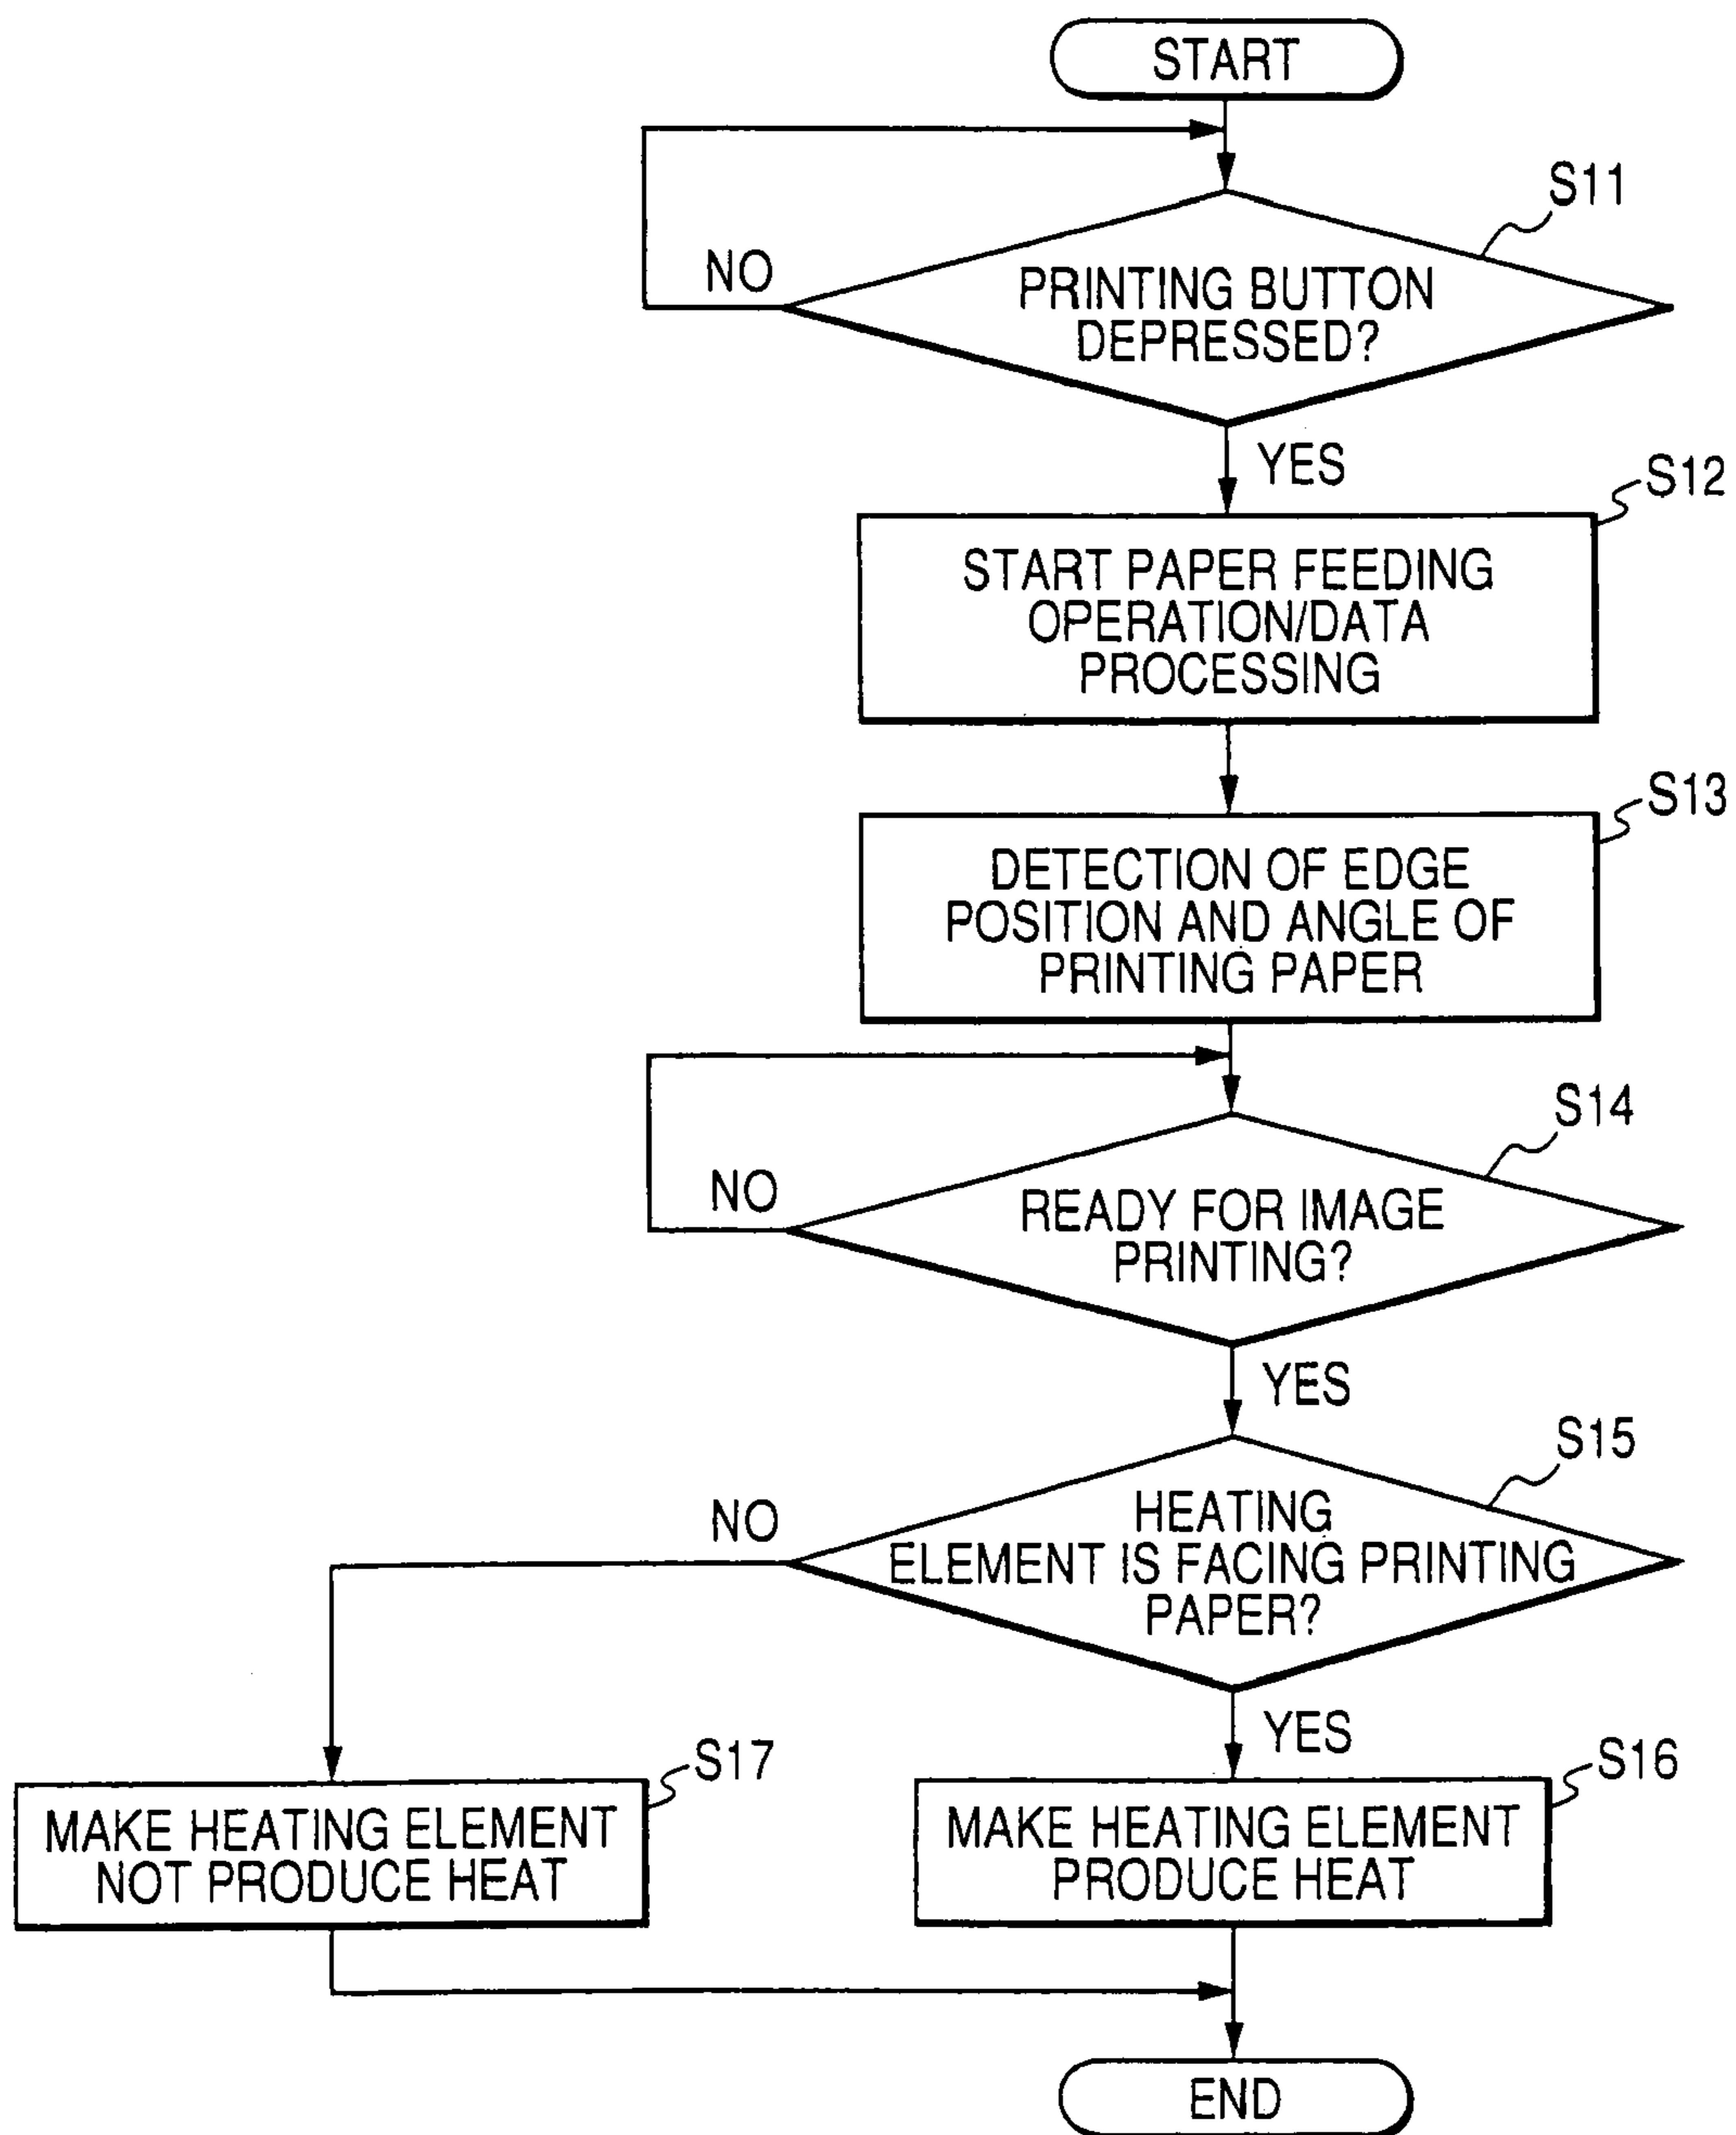 START
S11
NO
PRINTING BUTTON
DEPRESSED?
YES
S12
START PAPER FEEDING
OPERATION/DATA
PROCESSING
S13
DETECTION OF EDGE
POSITION AND ANGLE OF
PRINTING PAPER
S14
NO
READY FOR IMAGE
PRINTING?
YES
S15
NO
HEATING
ELEMENT IS FACING PRINTING
PAPER?
YES
S17
MAKE HEATING ELEMENT
NOT PRODUCE HEAT
S16
MAKE HEATING ELEMENT
PRODUCE HEAT
END